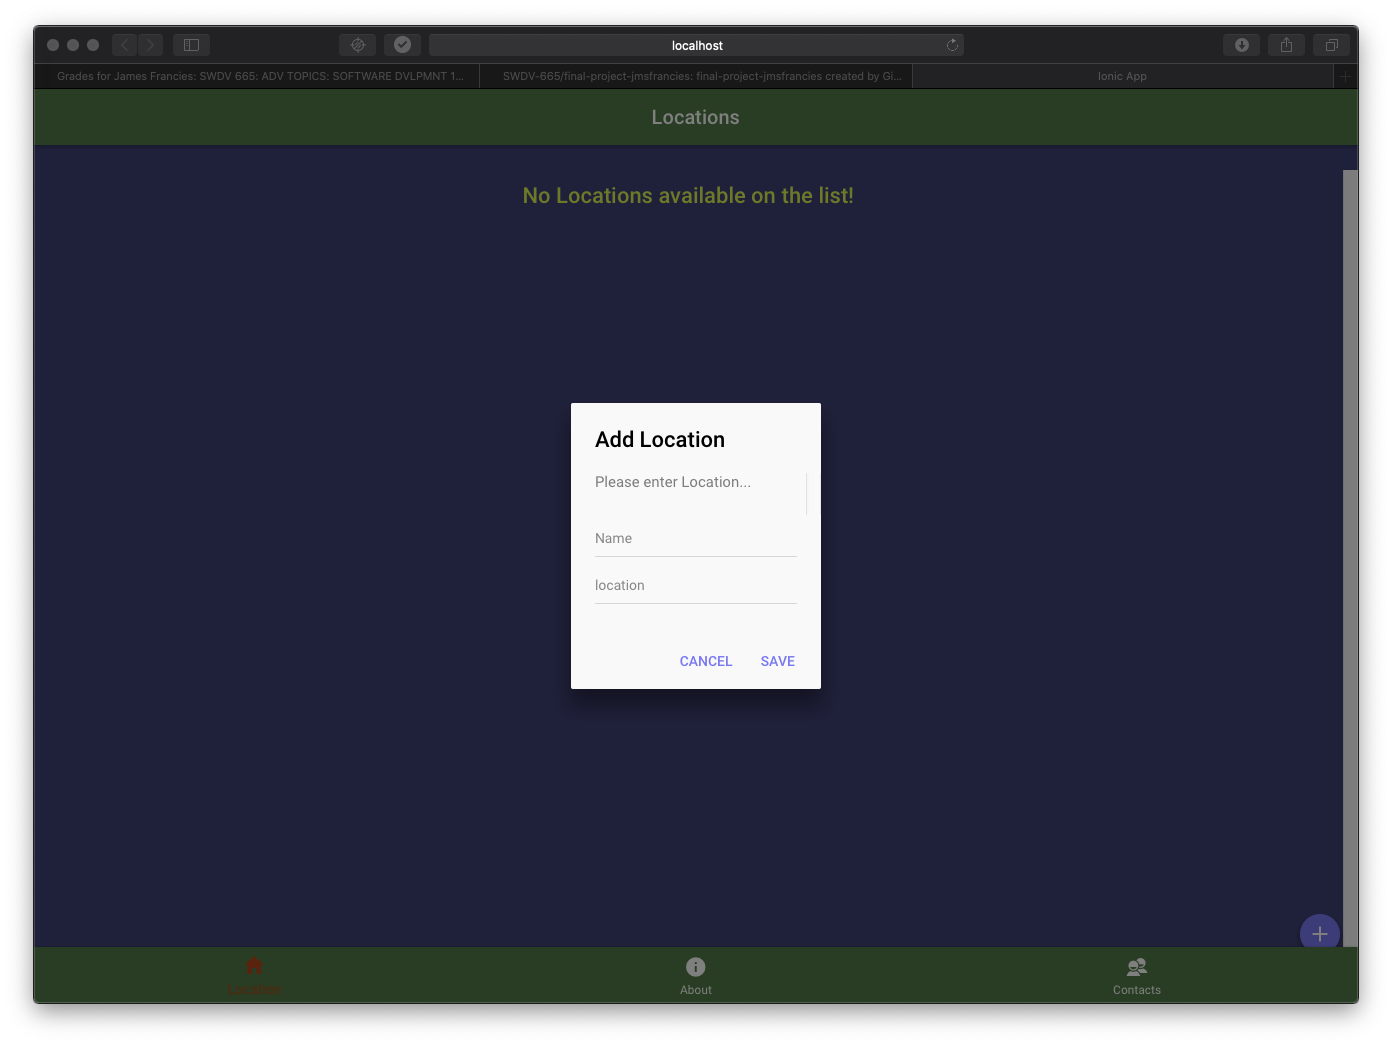 localhost
Grades for James Francies: SWDV 665: ADV TOPICS: SOFTWARE DVLPMNT 1...
SWDV-665/final-project-jmsfrancies: final-project-jmsfrancies created by Gi...
Ionic App
Locations
No Locations available on the list!
Add Location
Please enter Location...
Name
location
CANCEL
SAVE
About
Contacts